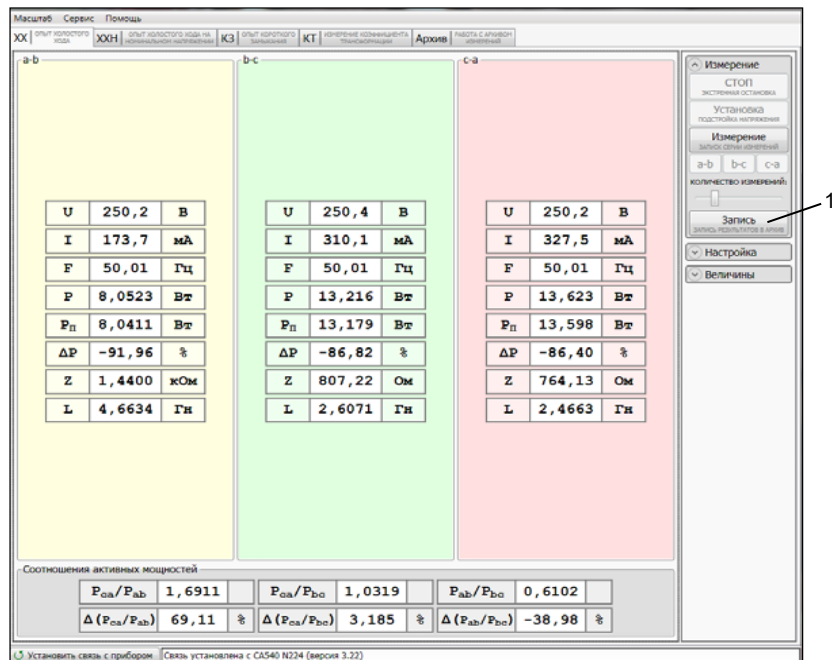 Масштаб Сервис Помощь
ХХ ОПЫТ ХОЛОСТОГО ХОДА ХХН ОПЫТ ХОЛОСТОГО ХОДА НА НОМИНАЛЬНОМ НАПРЯЖЕНИИ КЗ ОПЫТ КОРОТКОГО ЗАМЫКАНИЯ КТ ИЗМЕРЕНИЕ КОЭФФИЦИЕНТА ТРАНСФОРМАЦИИ Архив РАБОТА С АРХИВОМ ИЗМЕРЕНИЙ
a-b b-c c-a
U 250,2 В U 250,4 В U 250,2 В
I 173,7 мА I 310,1 мА I 327,5 мА
F 50,01 Гц F 50,01 Гц F 50,01 Гц
P 8,0523 Вт P 13,216 Вт P 13,623 Вт
Pп 8,0411 Вт Pп 13,179 Вт Pп 13,598 Вт
ΔP -91,96 % ΔP -86,82 % ΔP -86,40 %
Z 1,4400 кОм Z 807,22 Ом Z 764,13 Ом
L 4,6634 Гн L 2,6071 Гн L 2,4663 Гн
Соотношения активных мощностей
Pca/Pab 1,6911 Pca/Pbc 1,0319 Pab/Pbc 0,6102
Δ(Pca/Pab) 69,11 % Δ(Pca/Pbc) 3,185 % Δ(Pab/Pbc) -38,98 %
Измерение
СТОП
ЭКСТРЕННАЯ ОСТАНОВКА
Установка
ПОДСТРОЙКА НАПРЯЖЕНИЯ
Измерение
ЗАПУСК СЕРИИ ИЗМЕРЕНИЙ
a-b b-c c-a
КОЛИЧЕСТВО ИЗМЕРЕНИЙ:
Запись
ЗАПИСЬ РЕЗУЛЬТАТОВ В АРХИВ
1
Настройка
Величины
Установить связь с прибором Связь установлена с CA540 N224 (версия 3.22)